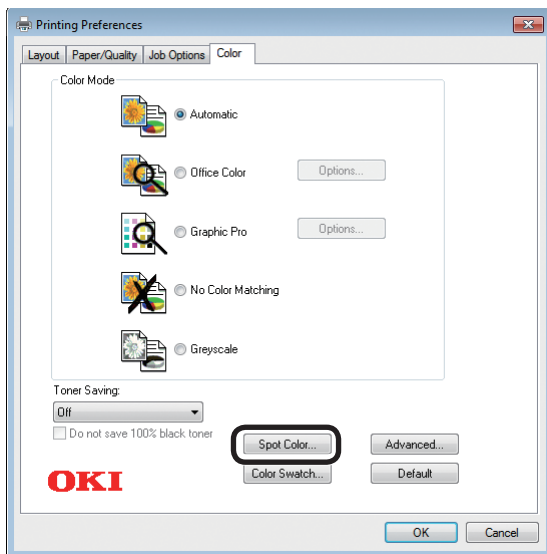 Printing Preferences
Layout Paper/Quality Job Options Color
Color Mode
Automatic
Office Color Options...
Graphic Pro Options...
No Color Matching
Greyscale
Toner Saving:
Off
Do not save 100% black toner
Spot Color... Advanced...
OKI
Color Swatch... Default
OK Cancel